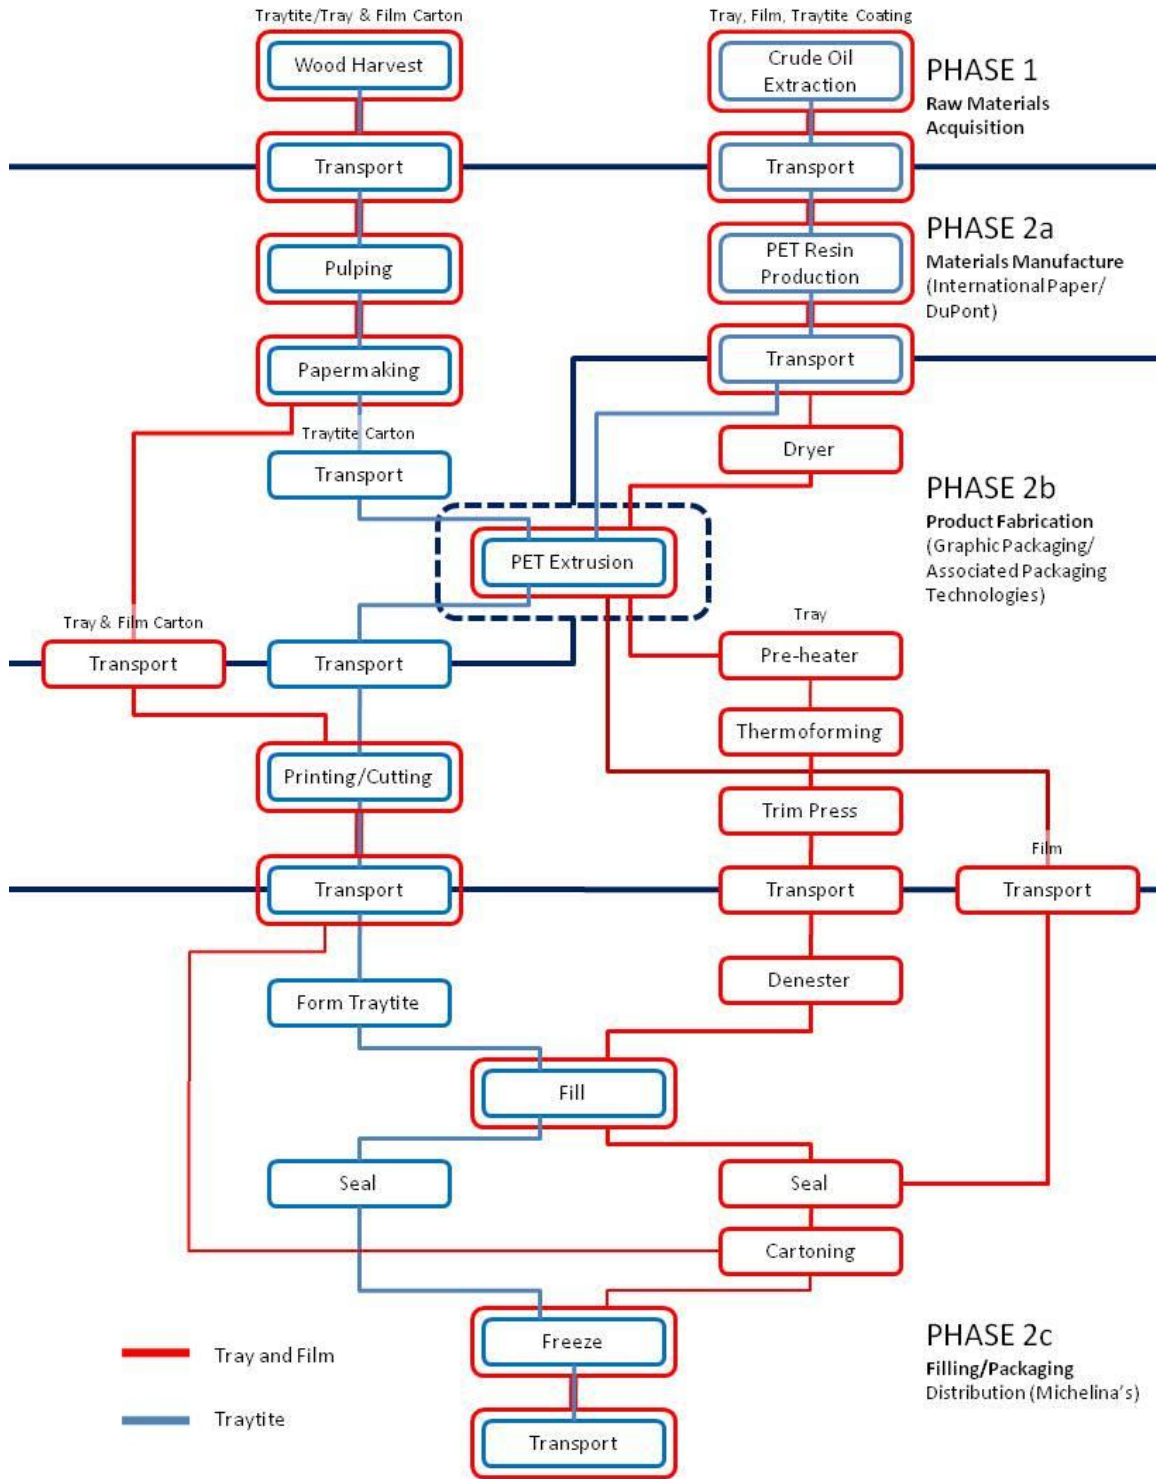 Traytite/Tray & Film Carton
Tray, Film, Traytite Coating
Wood Harvest
Crude Oil
Extraction
PHASE 1
Raw Materials
Acquisition
Transport
Transport
PHASE 2a
Materials Manufacture
(International Paper/
DuPont)
Pulping
PET Resin
Production
Papermaking
Transport
Traytite Carton
Transport
Dryer
PHASE 2b
Product Fabrication
(Graphic Packaging/
Associated Packaging
Technologies)
PET Extrusion
Tray & Film Carton
Transport
Transport
Tray
Pre-heater
Thermoforming
Printing/Cutting
Trim Press
Film
Transport
Transport
Transport
Form Traytite
Denester
Fill
Seal
Seal
Cartoning
Freeze
Transport
PHASE 2c
Filling/Packaging
Distribution (Michelina's)
Tray and Film
Traytite